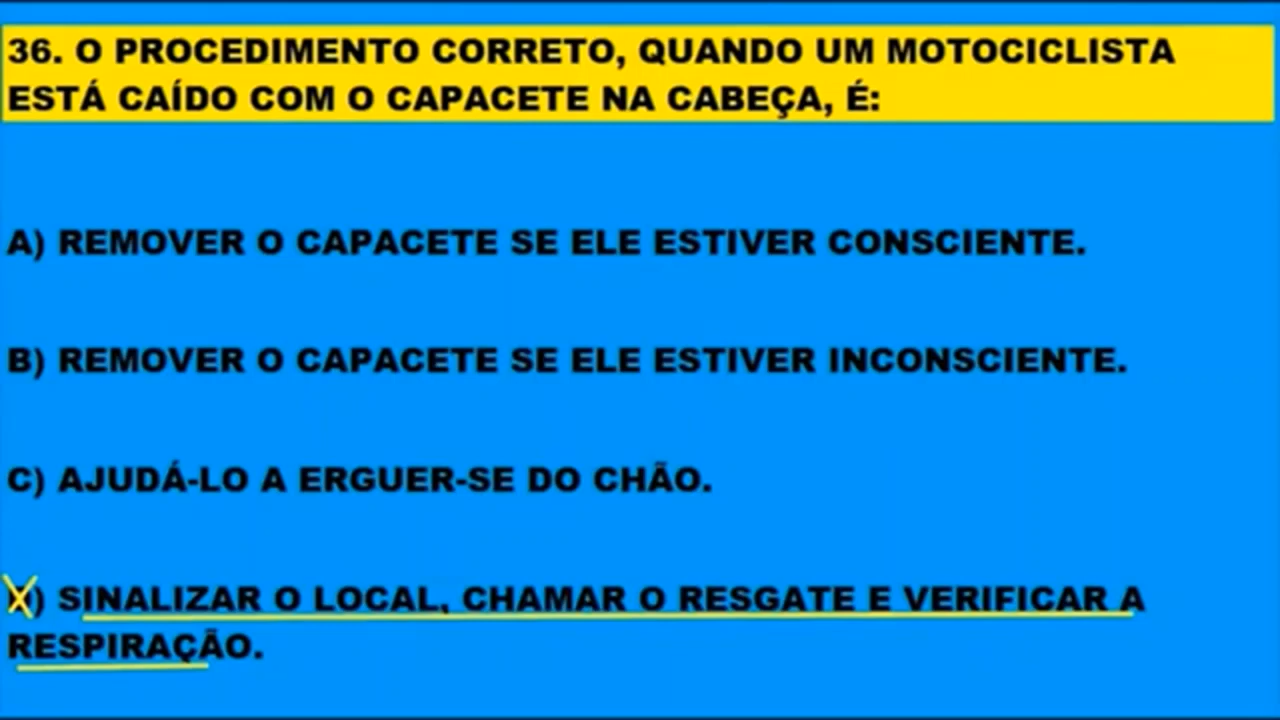 36. O PROCEDIMENTO CORRETO, QUANDO UM MOTOCICLISTA
ESTÁ CAÍDO COM O CAPACETE NA CABEÇA, É:
A) REMOVER O CAPACETE SE ELE ESTIVER CONSCIENTE.
B) REMOVER O CAPACETE SE ELE ESTIVER INCONSCIENTE.
C) AJUDÁ-LO A ERGUER-SE DO CHÃO.
) SINALIZAR O LOCAL, CHAMAR O RESGATE E VERIFICAR A
RESPIRAÇÃO.